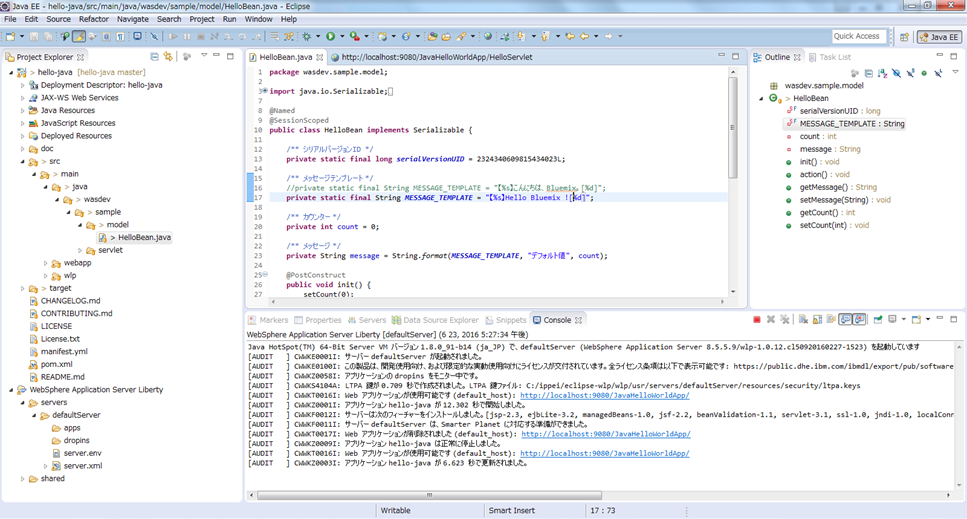 Java EE - hello-java/src/main/java/wasdev/sample/model/HelloBean.java - Eclipse
File Edit Source Refactor Navigate Search Project Run Window Help
Quick Access
Java EE
Project Explorer
> hello-java [hello-java master]
Deployment Descriptor: hello-java
JAX-WS Web Services
Java Resources
JavaScript Resources
Deployed Resources
doc
> src
> main
> java
> wasdev
> sample
> model
> HelloBean.java
> servlet
webapp
wlp
> target
CHANGELOG.md
CONTRIBUTING.md
LICENSE
License.txt
manifest.yml
pom.xml
README.md
WebSphere Application Server Liberty
servers
defaultServer
apps
dropins
server.env
server.xml
shared
HelloBean.java
http://localhost:9080/JavaHelloWorldApp/HelloServlet
1 package wasdev.sample.model;
2
3 import java.io.Serializable;
8
9 @Named
9 @SessionScoped
10 public class HelloBean implements Serializable {
11
12 /** シリアルバージョンID */
13 private static final long serialVersionUID = 2324340609815434023L;
14
15 /** メッセージテンプレート */
16 //private static final String MESSAGE_TEMPLATE = "【%s】こんにちは、Bluemix。[%d]";
17 private static final String MESSAGE_TEMPLATE = "【%s】Hello Bluemix ![%d]";
18
19 /** カウンター */
20 private int count = 0;
21
22 /** メッセージ */
23 private String message = String.format(MESSAGE_TEMPLATE, "デフォルト値", count);
24
25 @PostConstruct
26 public void init() {
27 setCount(0);
Outline
Task List
wasdev.sample.model
> HelloBean
serialVersionUID : long
MESSAGE_TEMPLATE : String
count : int
message : String
init() : void
action() : void
getMessage() : String
setMessage(String) : void
getCount() : int
setCount(int) : void
Markers Properties Servers Data Source Explorer Snippets Console
WebSphere Application Server Liberty [defaultServer] (6 23, 2016 5:27:34 午後)
Java HotSpot(TM) 64-Bit Server VM バージョン 1.8.0_91-b14 (ja_JP) で、defaultServer (WebSphere Application Server 8.5.5.9/wlp-1.0.12.cl50920160227-1523) を起動しています
[AUDIT ] CWWKE0001I: サーバー defaultServer が起動されました。
[AUDIT ] CWWKE0100I: この製品は、開発使用向け、および限定的な実動使用向けにライセンスが交付されています。全ライセンス条項は以下で表示可能です: https://public.dhe.ibm.com/ibmdl/export/pub/software
[AUDIT ] CWWKZ0058I: アプリケーションの dropins をモニター中です。
[AUDIT ] CWWKS4104A: LTPA 鍵が 0.709 秒で作成されました。LTPA 鍵ファイル: C:/ippei/eclipse-wlp/wlp/usr/servers/defaultServer/resources/security/ltpa.keys
[AUDIT ] CWWKT0016I: Web アプリケーションが使用可能です (default_host): http://localhost:9080/JavaHelloWorldApp/
[AUDIT ] CWWKZ0001I: アプリケーション hello-java が 12.302 秒で開始しました。
[AUDIT ] CWWKF0012I: サーバーは次のフィーチャーをインストールしました。[jsp-2.3, ejbLite-3.2, managedBeans-1.0, jsf-2.2, beanValidation-1.1, servlet-3.1, ssl-1.0, jndi-1.0, localConn
[AUDIT ] CWWKF0011I: サーバー defaultServer は、Smarter Planet に対応する準備ができました。
[AUDIT ] CWWKT0017I: Web アプリケーションが削除されました (default_host): http://localhost:9080/JavaHelloWorldApp/
[AUDIT ] CWWKZ0009I: アプリケーション hello-java は正常に停止しました。
[AUDIT ] CWWKT0016I: Web アプリケーションが使用可能です (default_host): http://localhost:9080/JavaHelloWorldApp/
[AUDIT ] CWWKZ0003I: アプリケーション hello-java が 6.623 秒で更新されました。
Writable
Smart Insert
17 : 73